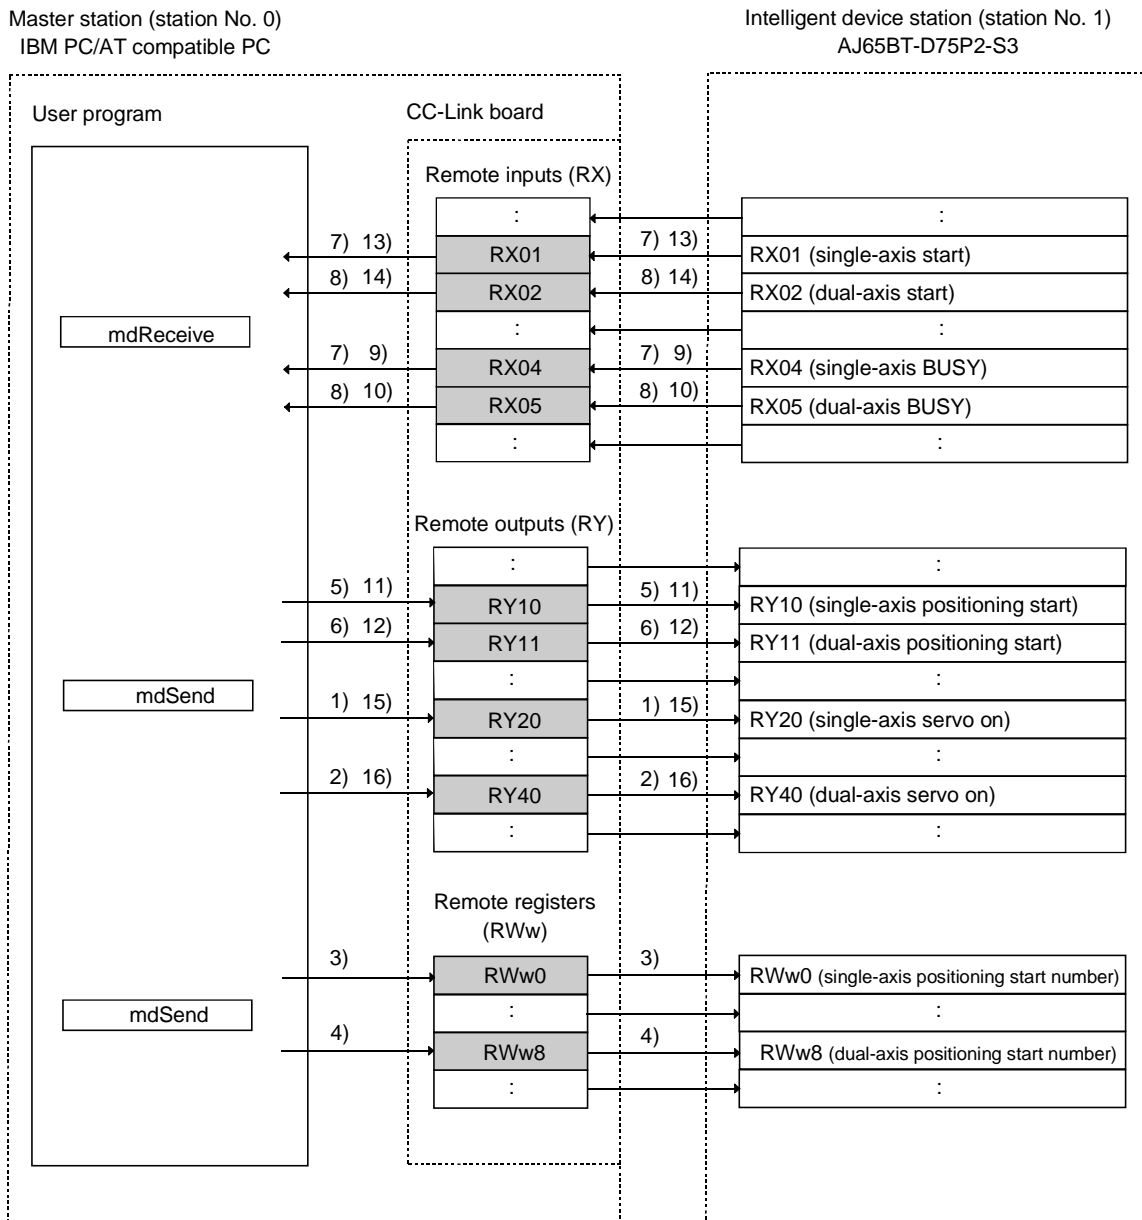 Master station (station No. 0)
IBM PC/AT compatible PC
Intelligent device station (station No. 1)
AJ65BT-D75P2-S3
User program
CC-Link board
Remote inputs (RX)
:
:
7) 13)
RX01
7) 13)
RX01 (single-axis start)
8) 14)
RX02
8) 14)
RX02 (dual-axis start)
mdReceive
:
:
7) 9)
RX04
7) 9)
RX04 (single-axis BUSY)
8) 10)
RX05
8) 10)
RX05 (dual-axis BUSY)
:
:
Remote outputs (RY)
:
:
5) 11)
RY10
5) 11)
RY10 (single-axis positioning start)
6) 12)
RY11
6) 12)
RY11 (dual-axis positioning start)
:
:
mdSend
1) 15)
RY20
1) 15)
RY20 (single-axis servo on)
:
:
2) 16)
RY40
2) 16)
RY40 (dual-axis servo on)
:
:
Remote registers
(RWw)
3)
RWw0
3)
RWw0 (single-axis positioning start number)
mdSend
:
:
4)
RWw8
4)
RWw8 (dual-axis positioning start number)
:
: